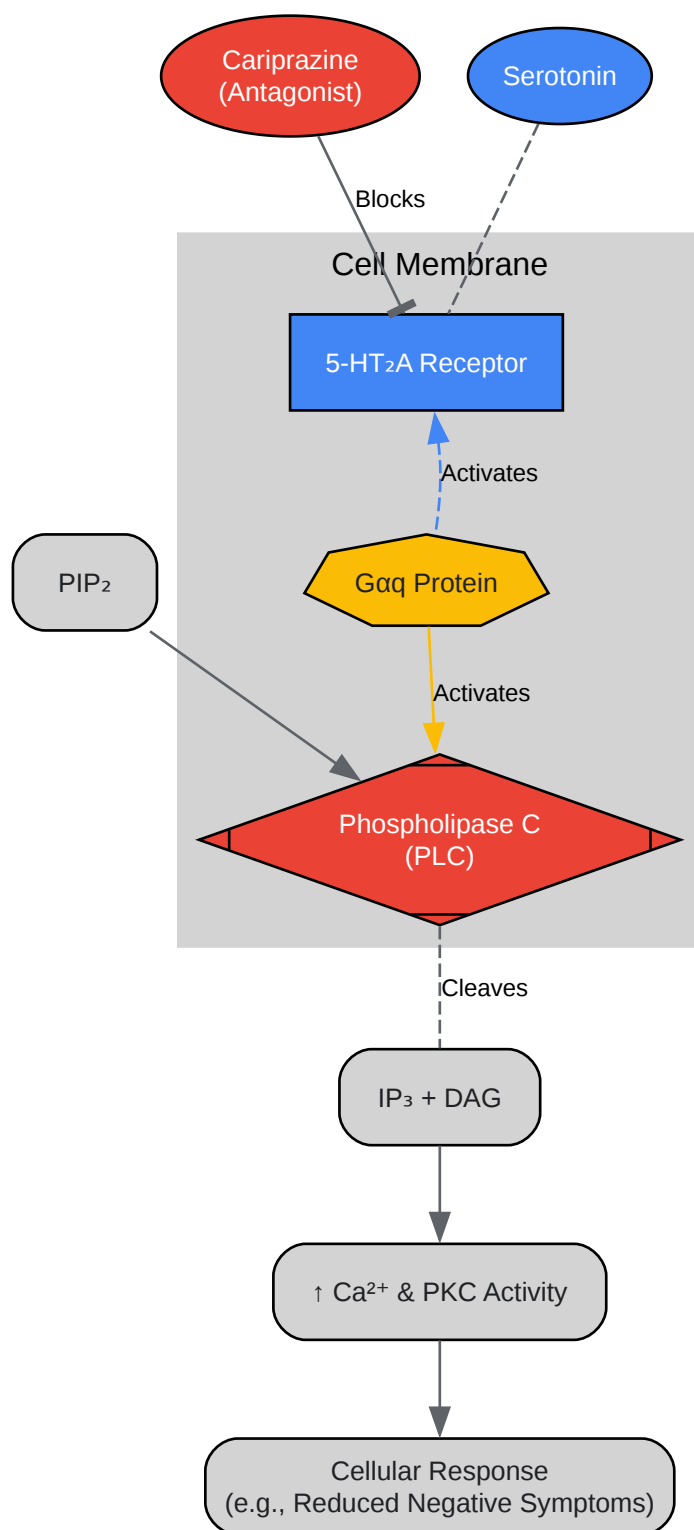 Cariprazine
(Antagonist)
Serotonin
Blocks
Cell Membrane
5-HT₂A Receptor
Activates
PIP₂
Gαq Protein
Activates
Phospholipase C
(PLC)
Cleaves
IP₃ + DAG
↑ Ca²⁺ & PKC Activity
Cellular Response
(e.g., Reduced Negative Symptoms)